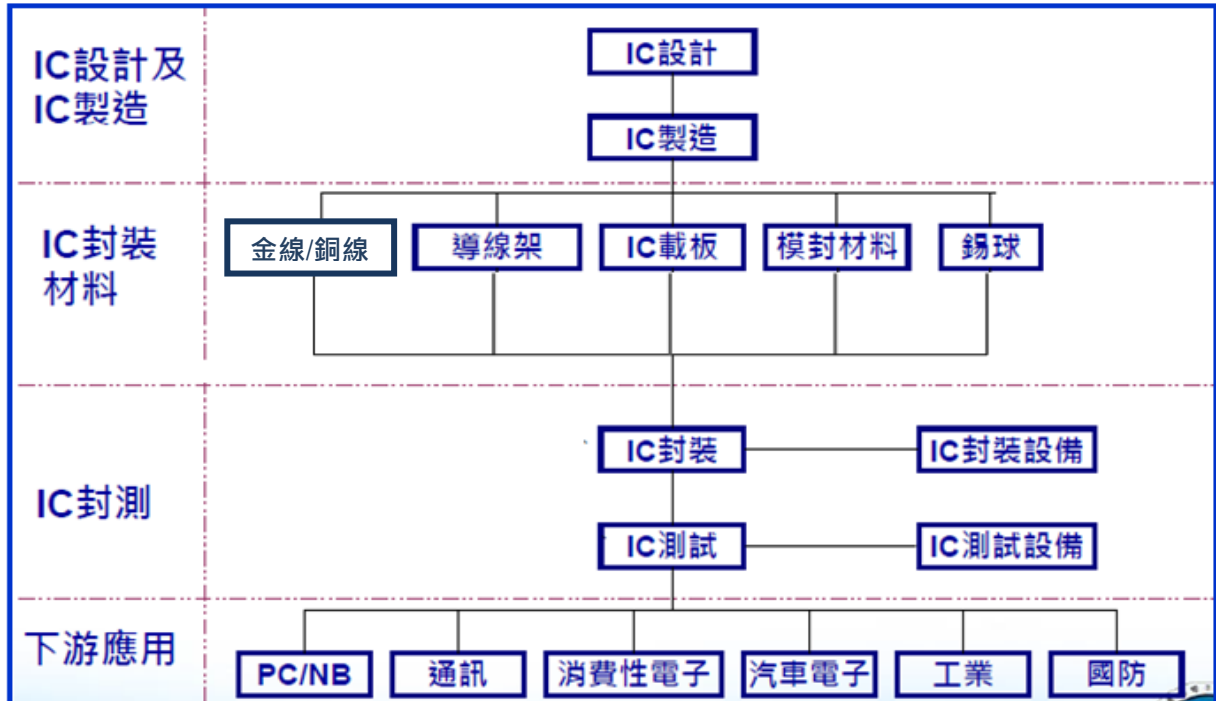 IC設計及
IC製造
IC設計
IC製造
IC封裝
材料
金線/銅線
導線架
IC載板
模封材料
錫球
IC封測
IC封裝
IC封裝設備
IC測試
IC測試設備
下游應用
PC/NB
通訊
消費性電子
汽車電子
工業
國防